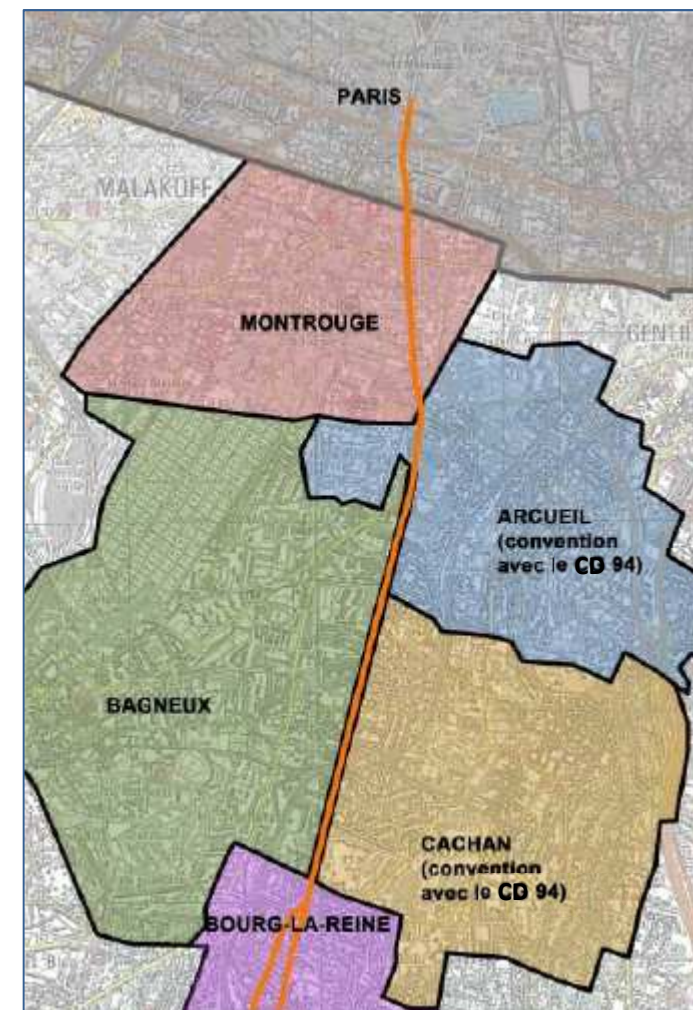 PARIS
MALAKOFF
MONTROUGE
ARCUEIL
(convention
avec le CD 94)
BAGNEUX
CACHAN
(convention
avec le CD 94)
BOURG-LA-REINE